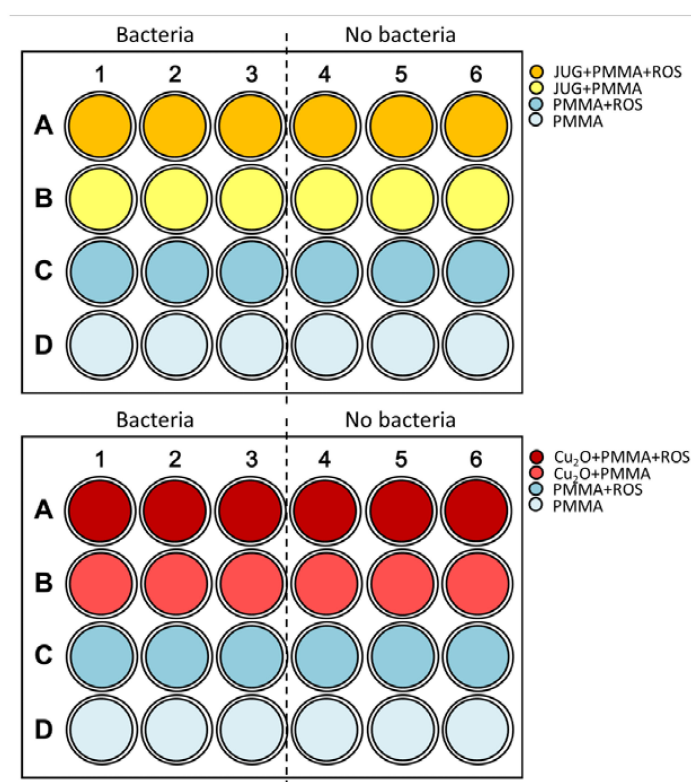 Bacteria No bacteria
1 2 3 4 5 6
A
B
C
D
JUG+PMMA+ROS
JUG+PMMA
PMMA+ROS
PMMA
Bacteria No bacteria
1 2 3 4 5 6
A
B
C
D
Cu₂O+PMMA+ROS
Cu₂O+PMMA
PMMA+ROS
PMMA